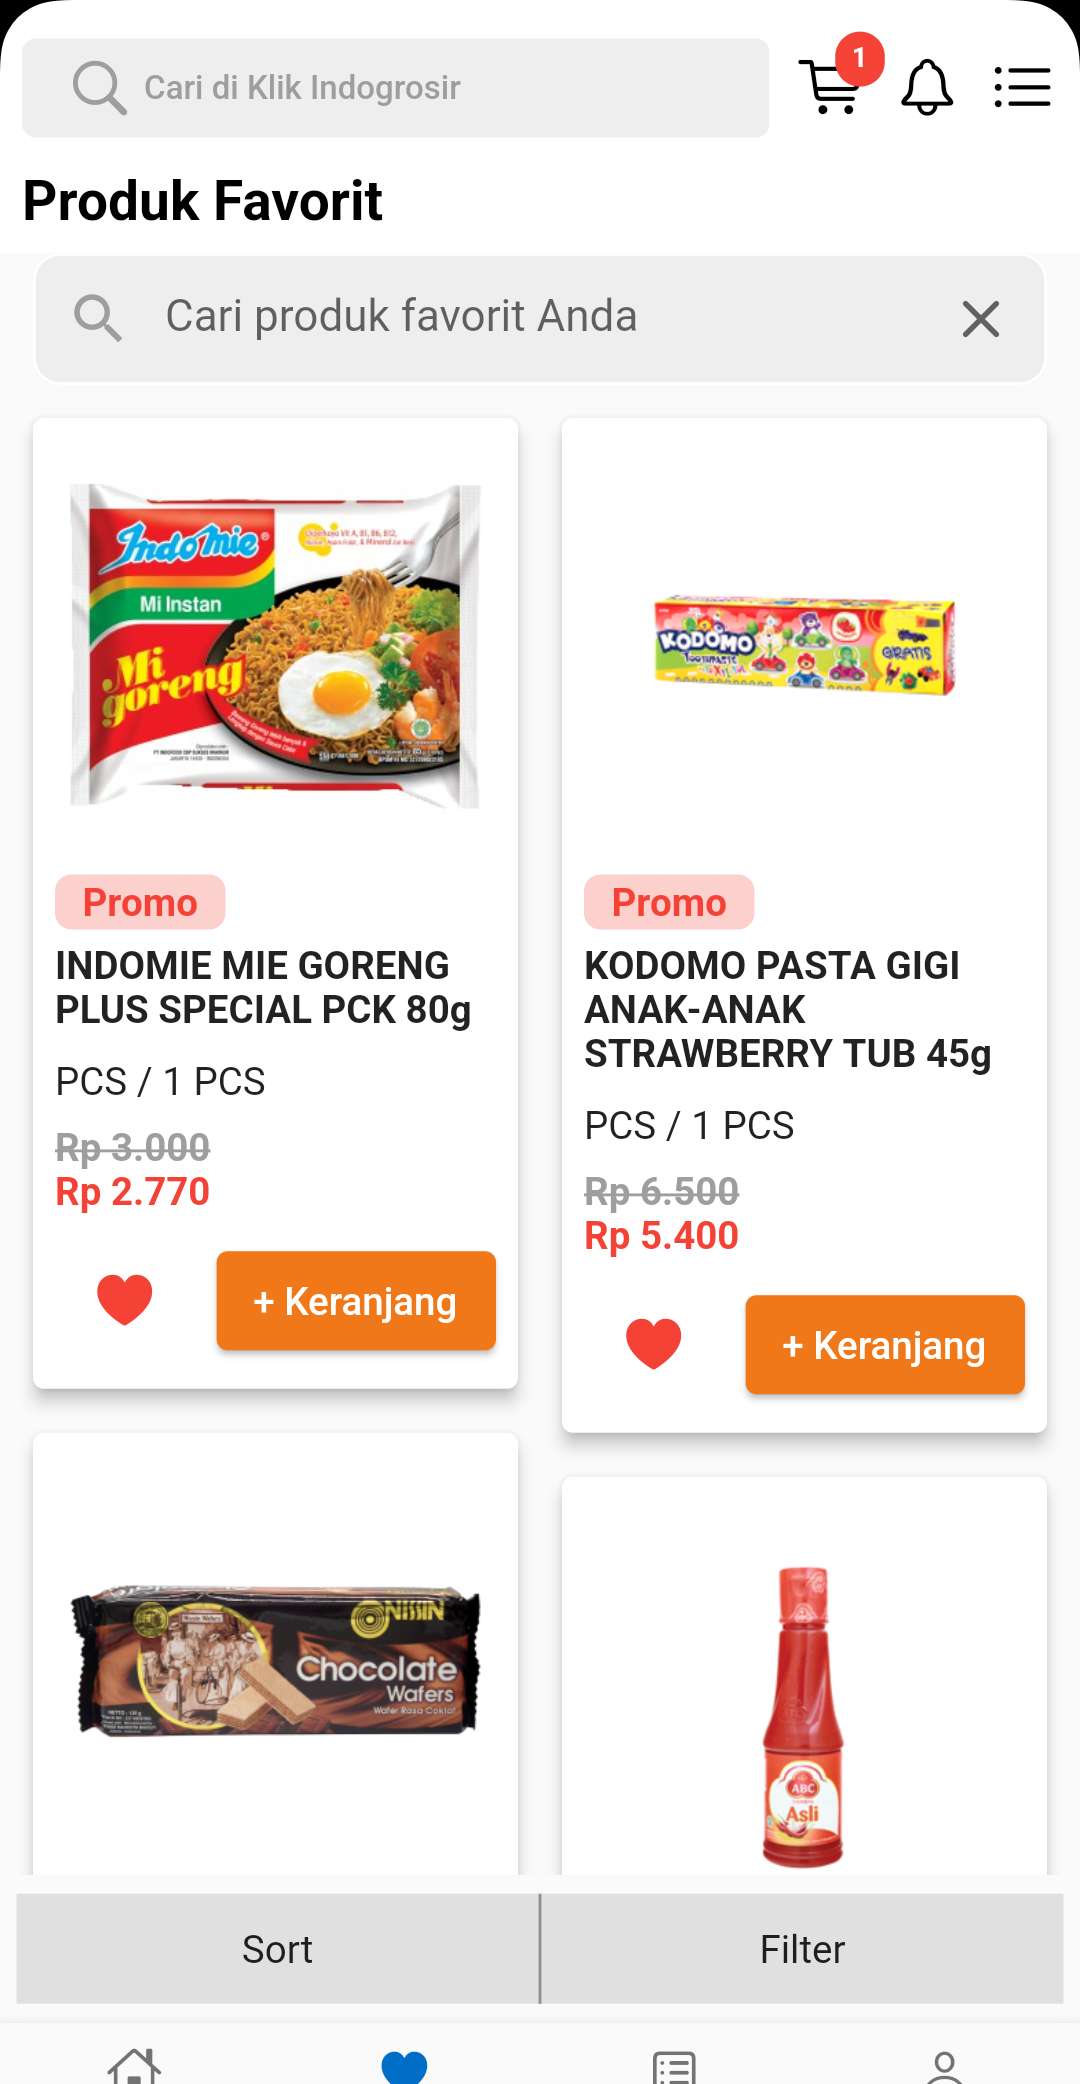 Cari di Klik Indogrosir
1
Produk Favorit
Cari produk favorit Anda
Indomie
Mi Instan
Mi
goreng
KODOMO
TOOTHPASTE
GRATIS
Promo
INDOMIE MIE GORENG
PLUS SPECIAL PCK 80g
PCS / 1 PCS
Rp 3.000
Rp 2.770
+ Keranjang
Promo
KODOMO PASTA GIGI
ANAK-ANAK
STRAWBERRY TUB 45g
PCS / 1 PCS
Rp 6.500
Rp 5.400
+ Keranjang
NISSIN
Chocolate
Wafers
Wafer Rasa Coklat
ABC
Asli
Sort
Filter